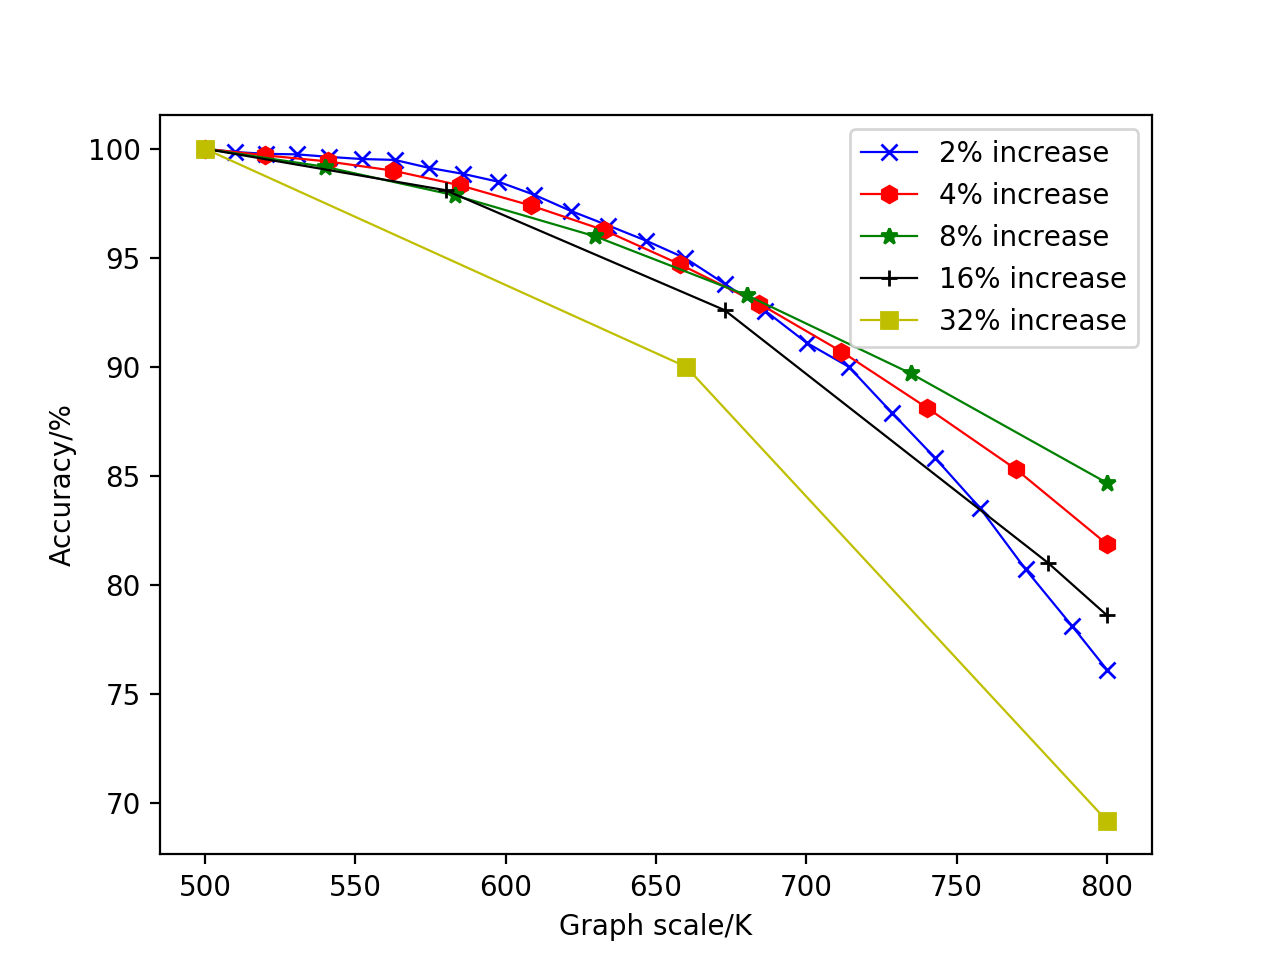 100
95
90
85
80
75
70
Accuracy/%
500 550 600 650 700 750 800
Graph scale/K
2% increase
4% increase
8% increase
16% increase
32% increase